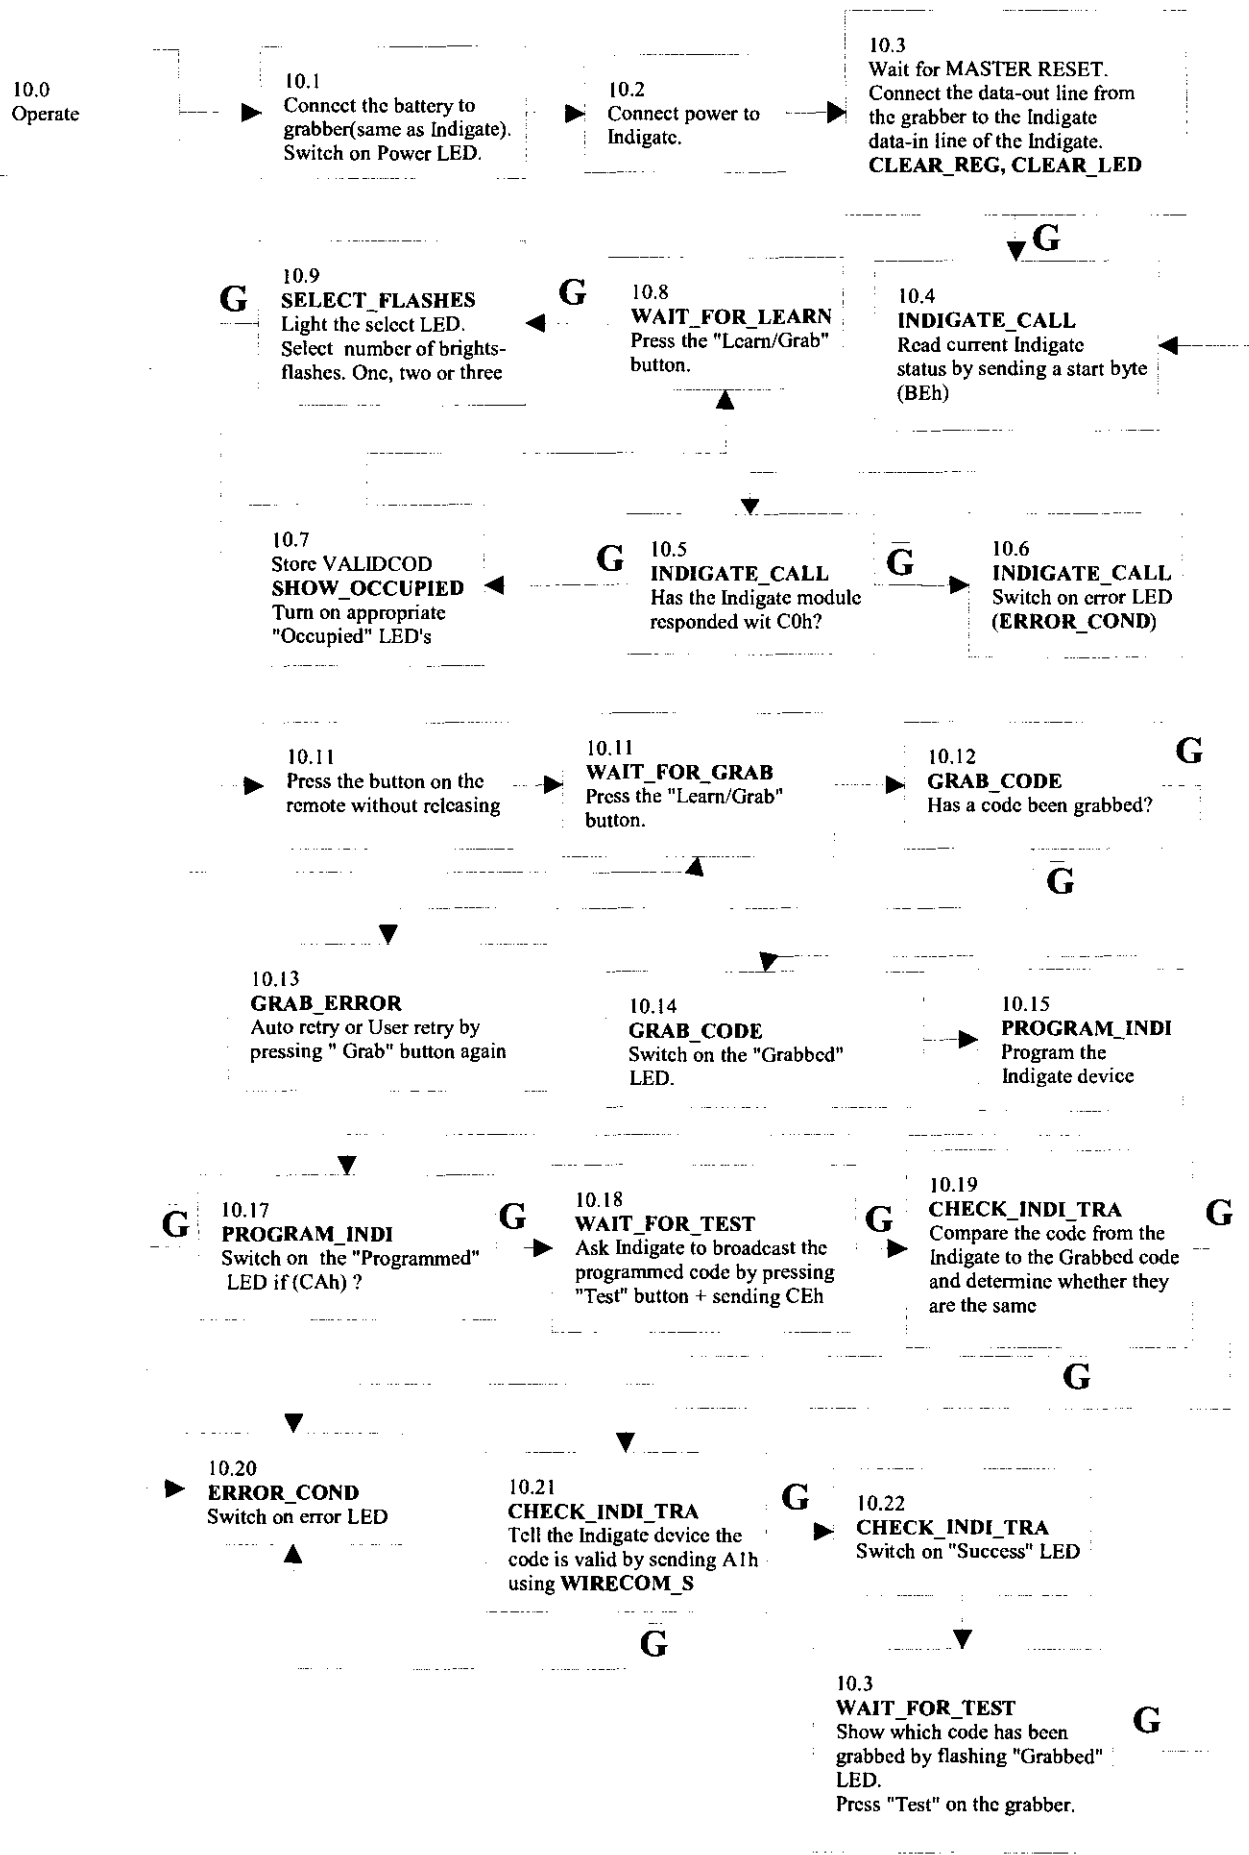 10.0
Operate
10.1
Connect the battery to
grabber(same as Indigate).
Switch on Power LED.
10.2
Connect power to
Indigate.
10.3
Wait for MASTER RESET.
Connect the data-out line from
the grabber to the Indigate
data-in line of the Indigate.
CLEAR_REG, CLEAR_LED
G
G
10.9
SELECT_FLASHES
Light the select LED.
Select number of brights-
flashes. One, two or three
G
10.8
WAIT_FOR_LEARN
Press the "Learn/Grab"
button.
10.4
INDIGATE_CALL
Read current Indigate
status by sending a start byte
(BEh)
10.7
Store VALIDCOD
SHOW_OCCUPIED
Turn on appropriate
"Occupied" LED's
G
10.5
INDIGATE_CALL
Has the Indigate module
responded wit C0h?
G̅
10.6
INDIGATE_CALL
Switch on error LED
(ERROR_COND)
10.11
Press the button on the
remote without releasing
10.11
WAIT_FOR_GRAB
Press the "Learn/Grab"
button.
10.12
GRAB_CODE
Has a code been grabbed?
G
G̅
10.13
GRAB_ERROR
Auto retry or User retry by
pressing " Grab" button again
10.14
GRAB_CODE
Switch on the "Grabbed"
LED.
10.15
PROGRAM_INDI
Program the
Indigate device
G̅
10.17
PROGRAM_INDI
Switch on the "Programmed"
LED if (CAh) ?
G
10.18
WAIT_FOR_TEST
Ask Indigate to broadcast the
programmed code by pressing
"Test" button + sending CEh
G
10.19
CHECK_INDI_TRA
Compare the code from the
Indigate to the Grabbed code
and determine whether they
are the same
G
G
10.20
ERROR_COND
Switch on error LED
10.21
CHECK_INDI_TRA
Tell the Indigate device the
code is valid by sending A1h
using WIRECOM_S
G
10.22
CHECK_INDI_TRA
Switch on "Success" LED
G̅
10.3
WAIT_FOR_TEST
Show which code has been
grabbed by flashing "Grabbed"
LED.
Press "Test" on the grabber.
G